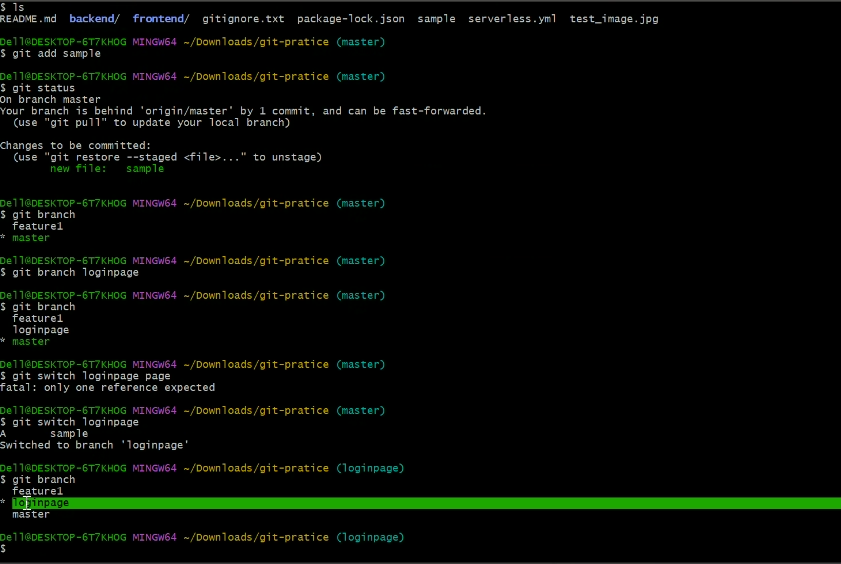 $ ls
README.md  backend/  frontend/  gitignore.txt  package-lock.json  sample  serverless.yml  test_image.jpg
Dell@DESKTOP-6T7KHOG MINGW64 ~/Downloads/git-pratice (master)
$ git add sample
Dell@DESKTOP-6T7KHOG MINGW64 ~/Downloads/git-pratice (master)
$ git status
On branch master
Your branch is behind 'origin/master' by 1 commit, and can be fast-forwarded.
  (use "git pull" to update your local branch)
Changes to be committed:
  (use "git restore --staged <file>..." to unstage)
        new file:   sample
Dell@DESKTOP-6T7KHOG MINGW64 ~/Downloads/git-pratice (master)
$ git branch
  feature1
* master
Dell@DESKTOP-6T7KHOG MINGW64 ~/Downloads/git-pratice (master)
$ git branch loginpage
Dell@DESKTOP-6T7KHOG MINGW64 ~/Downloads/git-pratice (master)
$ git branch
  feature1
  loginpage
* master
Dell@DESKTOP-6T7KHOG MINGW64 ~/Downloads/git-pratice (master)
$ git switch loginpage page
fatal: only one reference expected
Dell@DESKTOP-6T7KHOG MINGW64 ~/Downloads/git-pratice (master)
$ git switch loginpage
A       sample
Switched to branch 'loginpage'
Dell@DESKTOP-6T7KHOG MINGW64 ~/Downloads/git-pratice (loginpage)
$ git branch
  feature1
* loginpage
  master
Dell@DESKTOP-6T7KHOG MINGW64 ~/Downloads/git-pratice (loginpage)
$